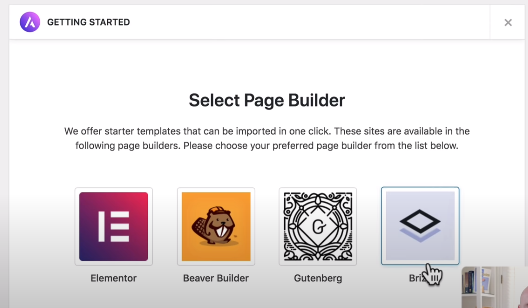 GETTING STARTED
Select Page Builder
We offer starter templates that can be imported in one click. These sites are available in the
following page builders. Please choose your preferred page builder from the list below.
G
Elementor
Beaver Builder
Gutenberg